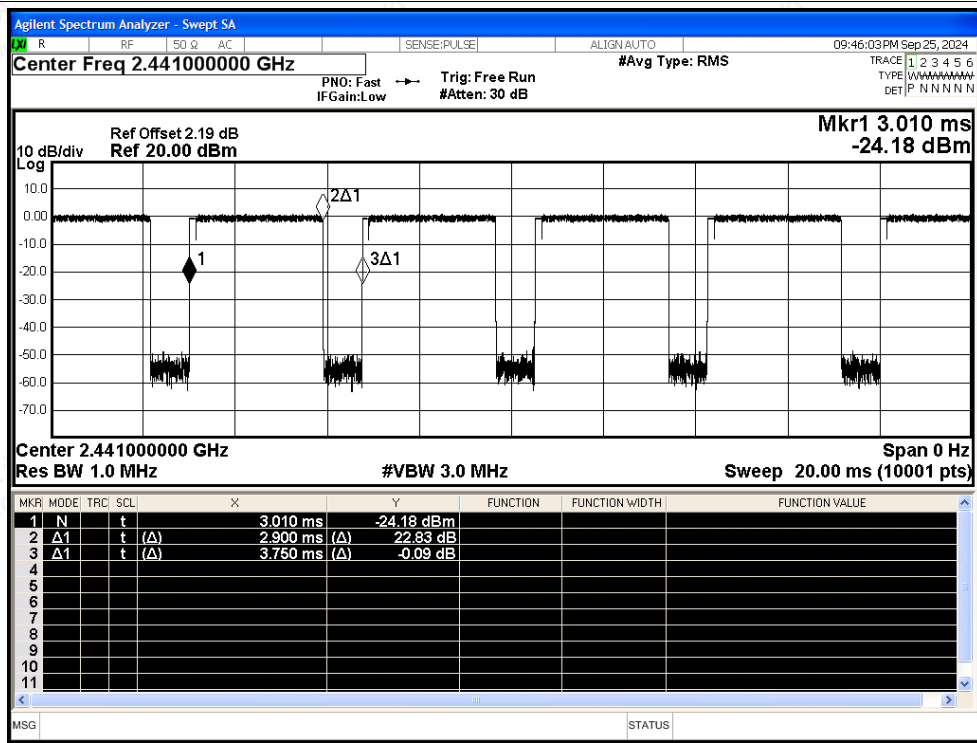 Agilent Spectrum Analyzer - Swept SA
LXI R RF 50 Ω AC SENSE:PULSE ALIGN AUTO 09:46:03 PM Sep 25, 2024
Center Freq 2.441000000 GHz #Avg Type: RMS TRACE 1 2 3 4 5 6
PNO: Fast Trig: Free Run TYPE WWWWWW
IFGain:Low #Atten: 30 dB DET P N N N N N
Mkr1 3.010 ms
Ref Offset 2.19 dB
10 dB/div Ref 20.00 dBm -24.18 dBm
Log
10.0
2Δ1
0.00
-10.0
1 3Δ1
-20.0
-30.0
-40.0
-50.0
-60.0
-70.0
Center 2.441000000 GHz Span 0 Hz
Res BW 1.0 MHz #VBW 3.0 MHz Sweep 20.00 ms (10001 pts)
MKR MODE TRC SCL X Y FUNCTION FUNCTION WIDTH FUNCTION VALUE
1 N t 3.010 ms -24.18 dBm
2 Δ1 t (Δ) 2.900 ms (Δ) 22.83 dB
3 Δ1 t (Δ) 3.750 ms (Δ) -0.09 dB
4
5
6
7
8
9
10
11
MSG STATUS